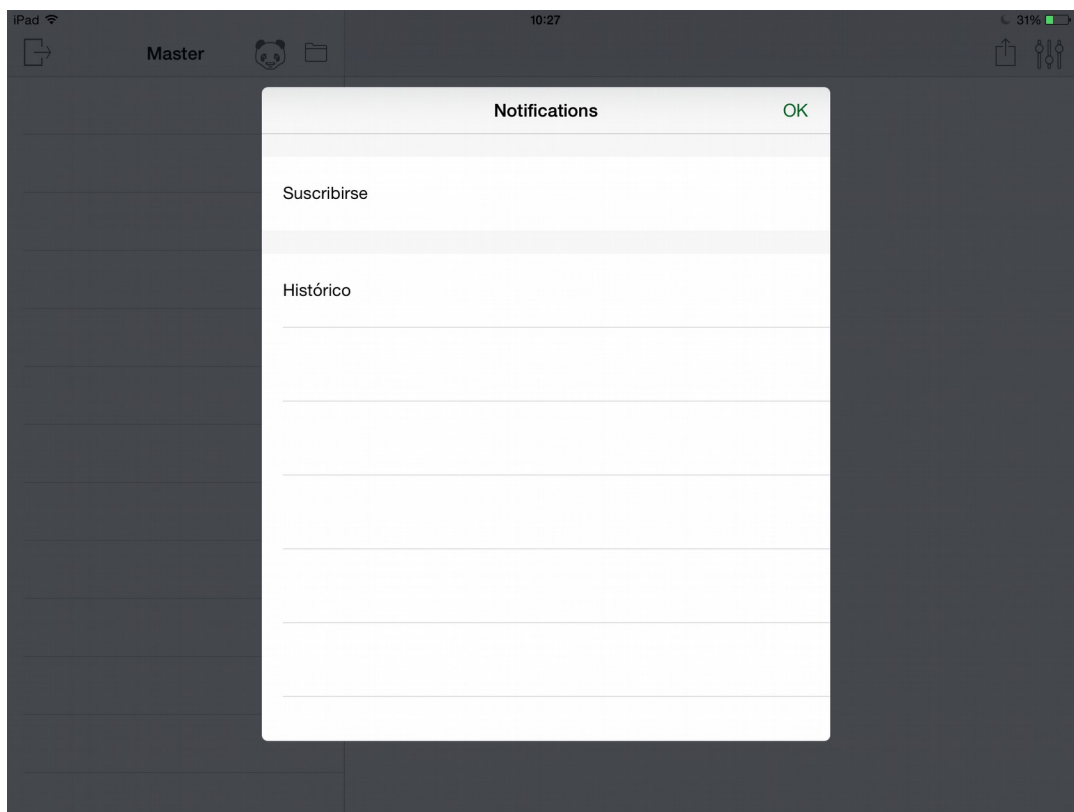 iPad 10:27 31%
Master
Notifications OK
Suscribirse
Histórico